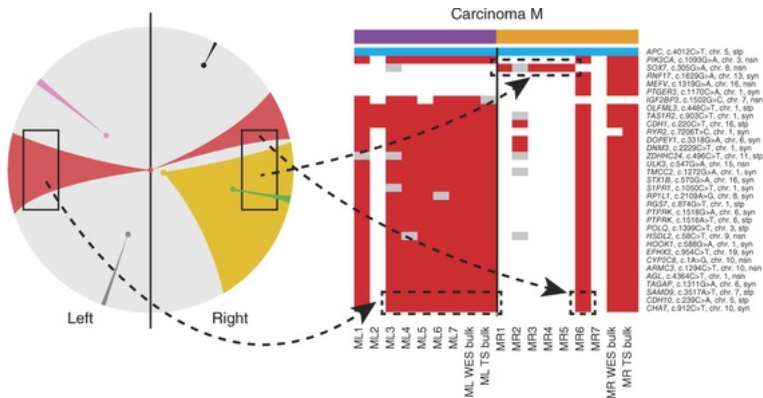 Carcinoma M
APC, c.4012C>T, chr. 5, stp
PIK3CA, c.1093G>A, chr. 3, nsn
SOX7, c.305G>A, chr. 8, nsn
RNF17, c.1629G>A, chr. 13, syn
MEFV, c.1319G>A, chr. 16, nsn
PTGER3, c.1170C>A, chr. 1, syn
IGF2BP3, c.1502G>C, chr. 7, nsn
OLFML3, c.448C>T, chr. 1, stp
TAS1R2, c.903C>T, chr. 1, syn
CDH1, c.220C>T, chr. 16, stp
RYR2, c.7206T>C, chr. 1, syn
DOPEY1, c.3318G>A, chr. 6, syn
DNM3, c.2229C>T, chr. 1, syn
ZDHHC24, c.496C>T, chr. 11, stp
ULK3, c.547G>A, chr. 15, nsn
TMCC2, c.1272G>A, chr. 1, syn
STX1B, c.570G>A, chr. 16, syn
S1PR1, c.1050C>T, chr. 1, syn
RP1L1, c.2109A>G, chr. 8, syn
RGS7, c.874G>T, chr. 1, stp
PTPRK, c.1518G>A, chr. 6, syn
PTPRK, c.1516A>T, chr. 6, stp
POLQ, c.1399C>T, chr. 3, stp
HSDL2, c.58C>T, chr. 9, nsn
HOOK1, c.588G>A, chr. 1, syn
EPHX3, c.954C>T, chr. 19, syn
CYP2C8, c.1A>G, chr. 10, nsn
ARMC3, c.1294C>T, chr. 10, nsn
AGL, c.4364C>T, chr. 1, nsn
TAGAP, c.1311G>A, chr. 6, syn
SAMD9, c.3517A>T, chr. 7, stp
CDH10, c.239C>A, chr. 5, stp
CHAT, c.912C>T, chr. 10, syn
Left
Right
ML1
ML2
ML3
ML4
ML5
ML6
ML7
ML WES bulk
ML TS bulk
MR1
MR2
MR3
MR4
MR5
MR6
MR7
MR WES bulk
MR TS bulk